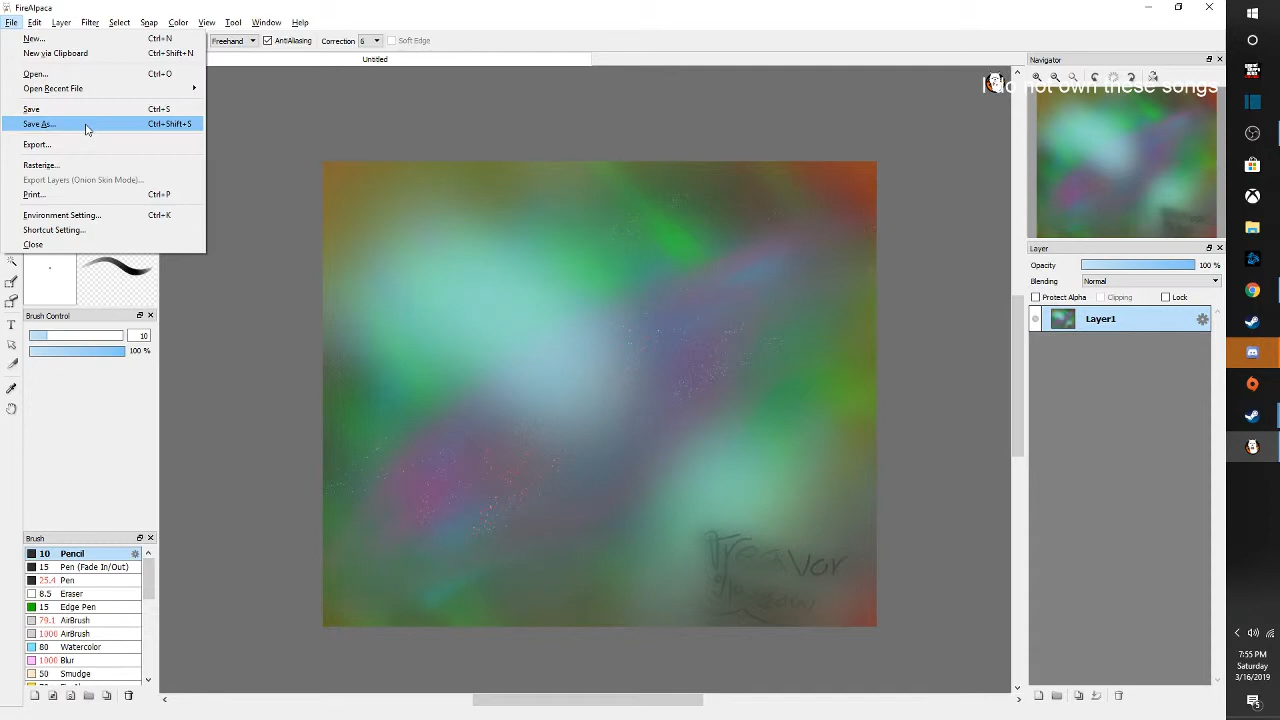 FireAlpaca
File Edit Layer Filter Select Snap Color View Tool Window Help
New... Ctrl+N
New via Clipboard Ctrl+Shift+N
Open... Ctrl+O
Open Recent File
Save Ctrl+S
Save As... Ctrl+Shift+S
Export...
Rasterize...
Export Layers (Onion Skin Mode)...
Print... Ctrl+P
Environment Setting... Ctrl+K
Shortcut Setting...
Close
Freehand AntiAliasing Correction 6 Soft Edge
Untitled
Navigator
I do not own these songs
Layer
Opacity 100 %
Blending Normal
Protect Alpha Clipping Lock
Layer1
Brush Control
10
100 %
Brush
10 Pencil
15 Pen (Fade In/Out)
25.4 Pen
8.5 Eraser
15 Edge Pen
79.1 AirBrush
1000 AirBrush
80 Watercolor
1000 Blur
50 Smudge
7:55 PM
Saturday
3/16/2019
5